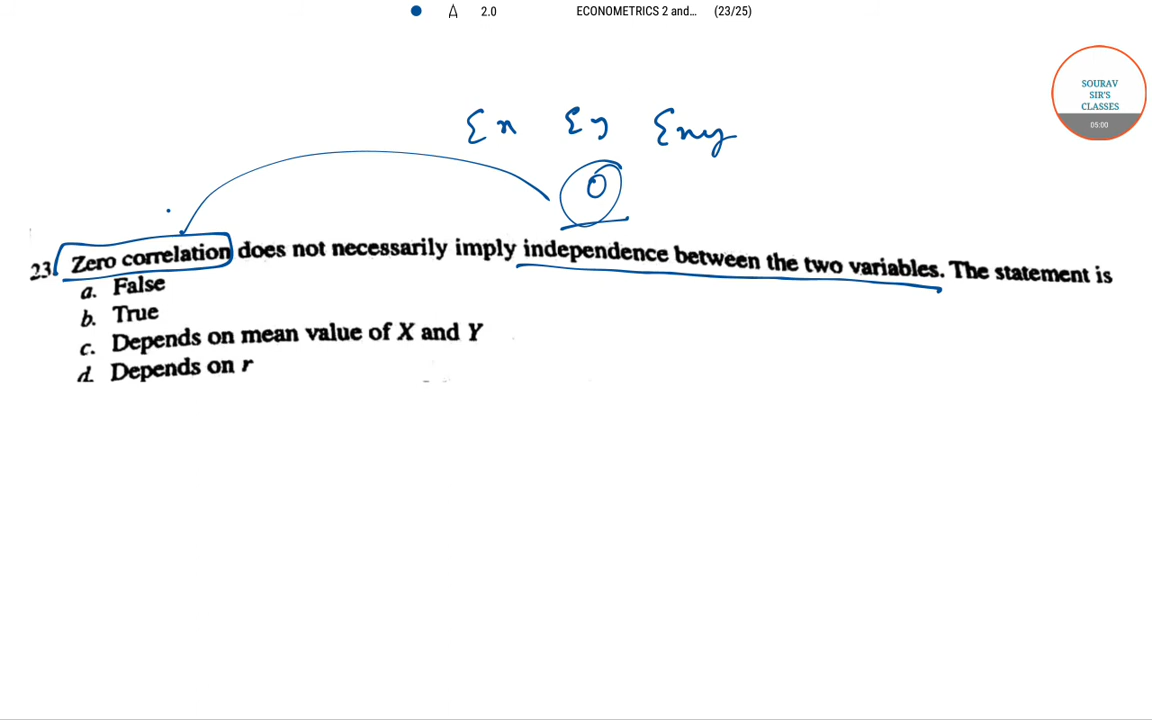 2.0 ECONOMETRICS 2 and... (23/25)
SOURAV
SIR'S
CLASSES
05:00
Σx Σy Σxy
0
23. Zero correlation does not necessarily imply independence between the two variables. The statement is
a. False
b. True
c. Depends on mean value of X and Y
d. Depends on r